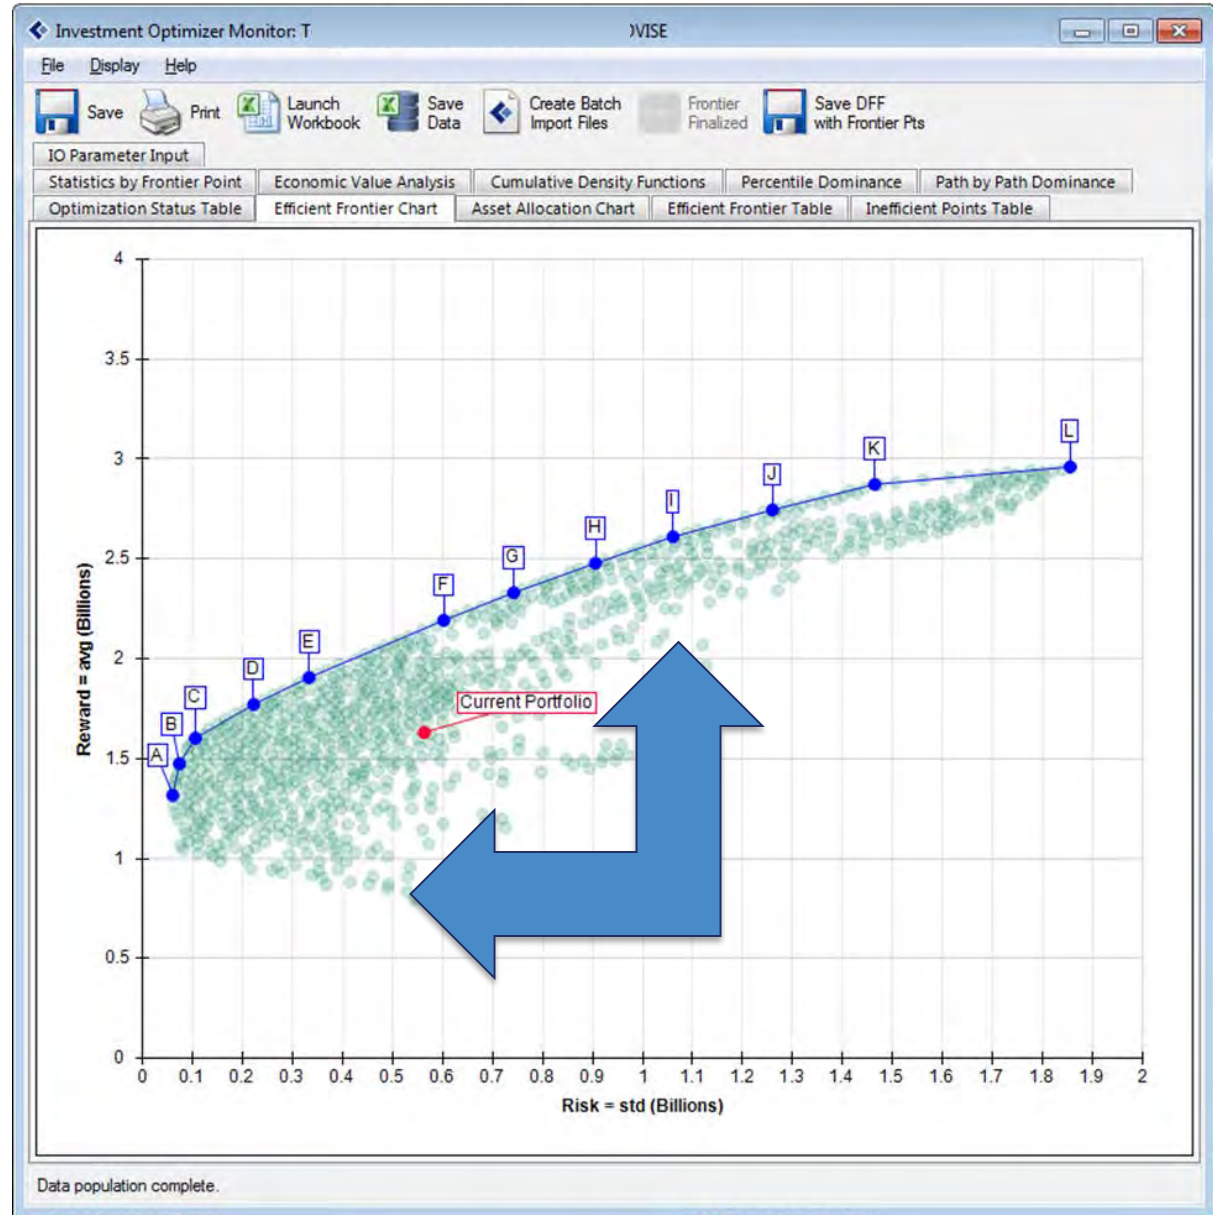 Investment Optimizer Monitor: T VISE
File Display Help
Save Print Launch Workbook Save Data Create Batch Import Files Frontier Finalized Save DFF with Frontier Pts
IO Parameter Input
Statistics by Frontier Point Economic Value Analysis Cumulative Density Functions Percentile Dominance Path by Path Dominance
Optimization Status Table Efficient Frontier Chart Asset Allocation Chart Efficient Frontier Table Inefficient Points Table
4
3.5
3
2.5
2
1.5
1
0.5
0
Reward = avg (Billions)
A
B
C
D
E
F
G
H
I
J
K
L
Current Portfolio
0 0.1 0.2 0.3 0.4 0.5 0.6 0.7 0.8 0.9 1 1.1 1.2 1.3 1.4 1.5 1.6 1.7 1.8 1.9 2
Risk = std (Billions)
Data population complete.